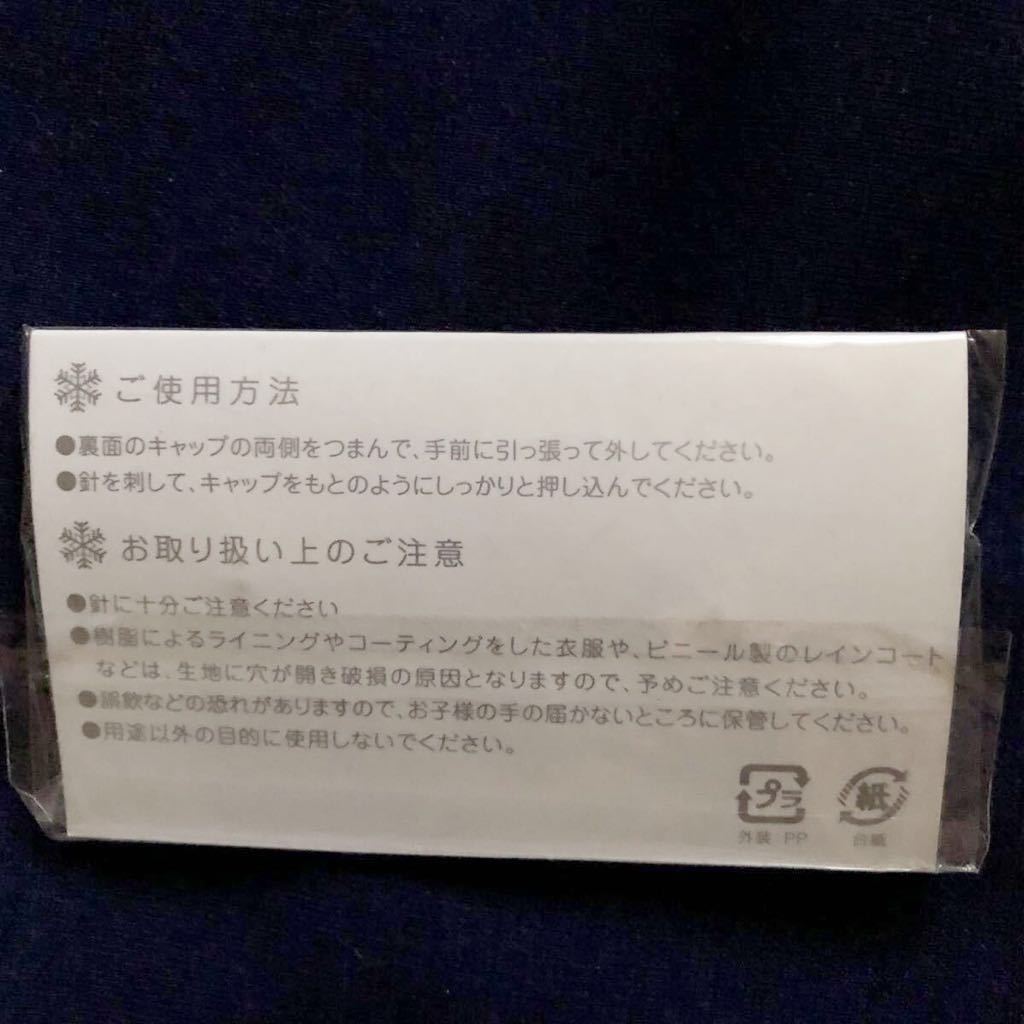 ご使用方法
●裏面のキャップの両側をつまんで、手前に引っ張って外してください。
●針を刺して、キャップをもとのようにしっかりと押し込んでください。
お取り扱い上のご注意
●針に十分ご注意ください
●樹脂によるライニングやコーティングをした衣服や、ビニール製のレインコート
などは、生地に穴が開き破損の原因となりますので、予めご注意ください。
●誤飲などの恐れがありますので、お子様の手の届かないところに保管してください。
●用途以外の目的に使用しないでください。
プラ 紙
外装 PP 台紙